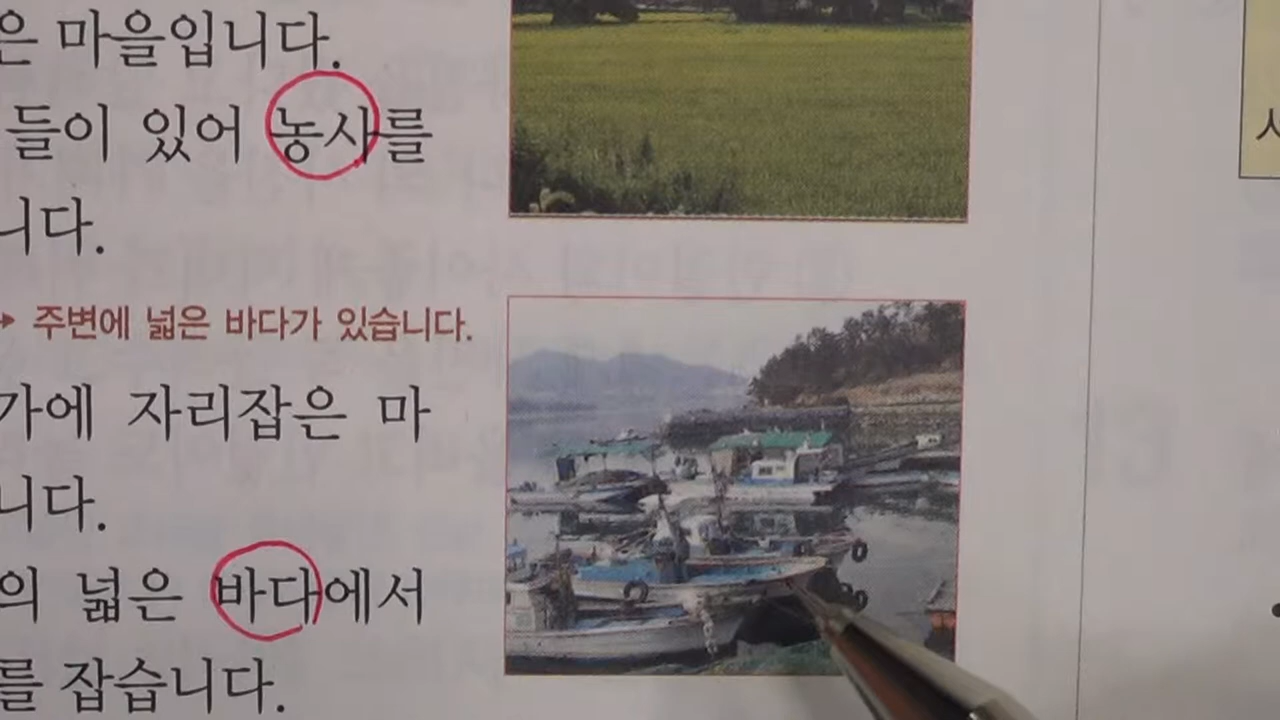 은 마을입니다.
들이 있어 농사를
니다.
주변에 넓은 바다가 있습니다.
가에 자리잡은 마
니다.
의 넓은 바다에서
를 잡습니다.